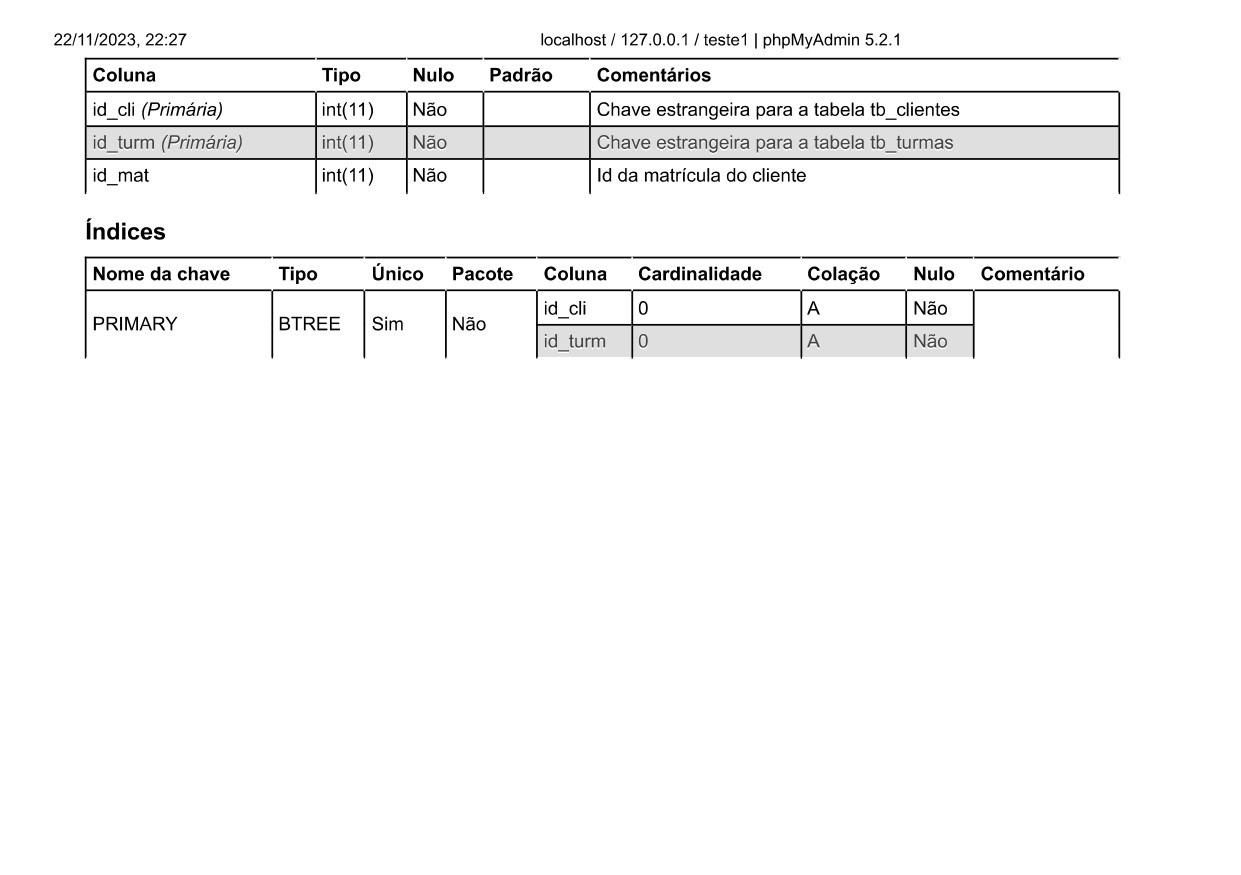 22/11/2023, 22:27 localhost / 127.0.0.1 / teste1 | phpMyAdmin 5.2.1
Coluna Tipo Nulo Padrão Comentários
id_cli (Primária) int(11) Não Chave estrangeira para a tabela tb_clientes
id_turm (Primária) int(11) Não Chave estrangeira para a tabela tb_turmas
id_mat int(11) Não Id da matrícula do cliente
Índices
Nome da chave Tipo Único Pacote Coluna Cardinalidade Colação Nulo Comentário
PRIMARY BTREE Sim Não id_cli 0 A Não
id_turm 0 A Não